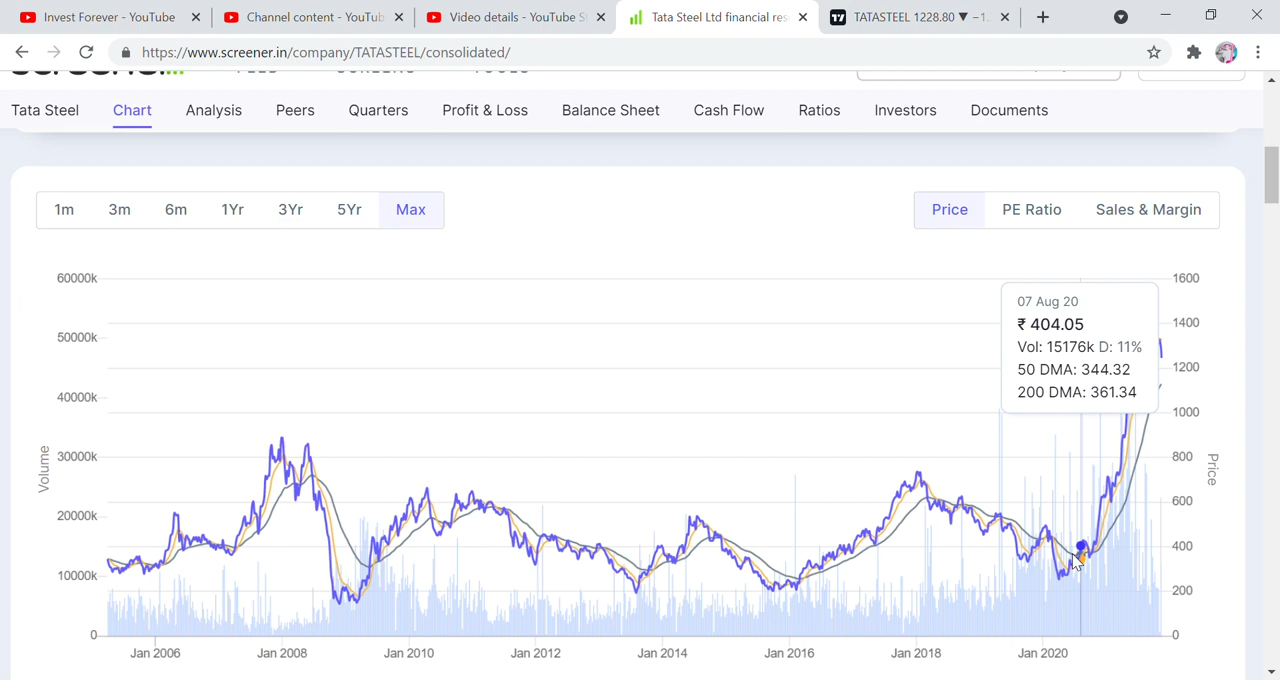 Invest Forever - YouTube
Channel content - YouTub
Video details - YouTube S
Tata Steel Ltd financial res
TATASTEEL 1228.80 ▼ −1.
https://www.screener.in/company/TATASTEEL/consolidated/
Tata Steel Chart Analysis Peers Quarters Profit & Loss Balance Sheet Cash Flow Ratios Investors Documents
1m 3m 6m 1Yr 3Yr 5Yr Max
Price PE Ratio Sales & Margin
60000k
50000k
40000k
30000k
20000k
10000k
0
Volume
07 Aug 20
₹ 404.05
Vol: 15176k D: 11%
50 DMA: 344.32
200 DMA: 361.34
1600
1400
1200
1000
800
600
400
200
0
Price
Jan 2006 Jan 2008 Jan 2010 Jan 2012 Jan 2014 Jan 2016 Jan 2018 Jan 2020